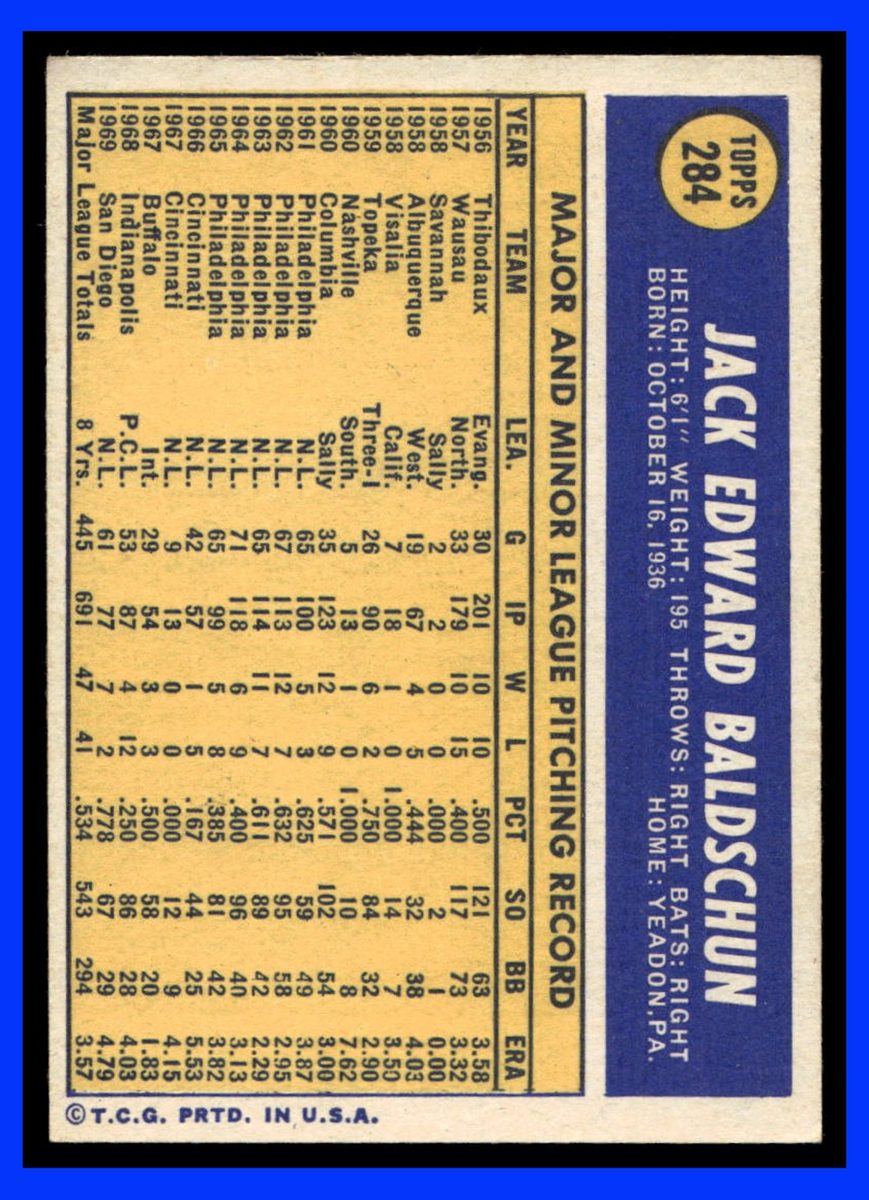 TOPPS
284
JACK EDWARD BALDSCHUN
HEIGHT: 6'1" WEIGHT: 195 THROWS: RIGHT BATS: RIGHT
BORN: OCTOBER 16, 1936 HOME: YEADON, PA.
MAJOR AND MINOR LEAGUE PITCHING RECORD
YEAR TEAM LEA. G IP W L PCT SO BB ERA
1956 Thibodaux Evang. 30 201 10 10 .500 121 63 3.58
1957 Wausau North. 33 179 10 15 .400 117 73 3.32
1958 Savannah Sally 2 2 0 0 .000 2 1 0.00
1958 Albuquerque West. 19 67 4 5 .444 32 38 4.03
1958 Visalia Calif. 7 18 1 0 1.000 14 7 3.50
1959 Topeka Three-I 26 90 6 2 .750 84 32 2.90
1960 Nashville South. 5 13 1 0 1.000 10 8 7.62
1960 Columbia Sally 35 123 12 9 .571 102 54 3.00
1961 Philadelphia N.L. 65 100 5 3 .625 59 49 3.87
1962 Philadelphia N.L. 67 113 12 7 .632 95 58 2.95
1963 Philadelphia N.L. 65 114 11 7 .611 89 42 2.29
1964 Philadelphia N.L. 71 118 6 9 .400 96 40 3.13
1965 Philadelphia N.L. 65 99 5 8 .385 81 42 3.82
1966 Cincinnati N.L. 42 57 1 5 .167 44 25 5.53
1967 Cincinnati N.L. 9 13 0 0 .000 12 9 4.15
1967 Buffalo Int. 29 54 3 3 .500 58 20 1.83
1968 Indianapolis P.C.L. 53 87 4 12 .250 86 28 4.03
1969 San Diego N.L. 61 77 7 2 .778 67 29 4.79
Major League Totals 8 Yrs. 445 691 47 41 .534 543 294 3.57
© T.C.G. PRTD. IN U.S.A.